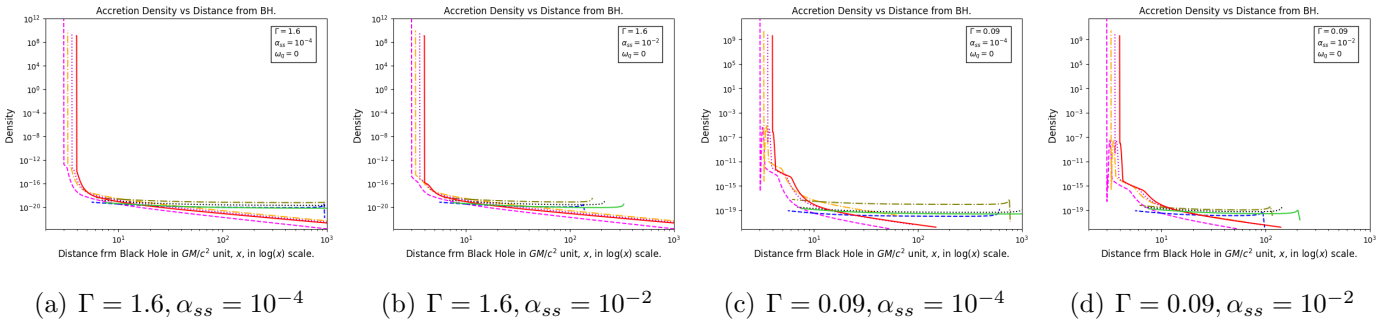 Accretion Density vs Distance from BH.
10^12
10^8
10^4
10^0
10^-4
10^-8
10^-12
10^-16
10^-20
Density
Γ = 1.6
α_ss = 10^-4
ω_q = 0
10^1
10^2
10^3
Distance frm Black Hole in GM/c^2 unit, x, in log(x) scale.
(a) Γ = 1.6, α_ss = 10^-4
Accretion Density vs Distance from BH.
10^12
10^8
10^4
10^0
10^-4
10^-8
10^-12
10^-16
10^-20
Density
Γ = 1.6
α_ss = 10^-2
ω_q = 0
10^1
10^2
10^3
Distance frm Black Hole in GM/c^2 unit, x, in log(x) scale.
(b) Γ = 1.6, α_ss = 10^-2
Accretion Density vs Distance from BH.
10^9
10^5
10^1
10^-3
10^-7
10^-11
10^-15
10^-19
Density
Γ = 0.09
α_ss = 10^-4
ω_q = 0
10^1
10^2
10^3
Distance frm Black Hole in GM/c^2 unit, x, in log(x) scale.
(c) Γ = 0.09, α_ss = 10^-4
Accretion Density vs Distance from BH.
10^9
10^5
10^1
10^-3
10^-7
10^-11
10^-15
10^-19
Density
Γ = 0.09
α_ss = 10^-2
ω_q = 0
10^1
10^2
10^3
Distance frm Black Hole in GM/c^2 unit, x, in log(x) scale.
(d) Γ = 0.09, α_ss = 10^-2